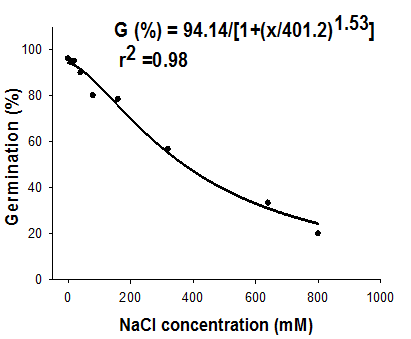 G (%) = 94.14/[1+(x/401.2)^1.53]
r^2 =0.98
100
80
60
40
20
0
Germination (%)
0 200 400 600 800 1000
NaCl concentration (mM)